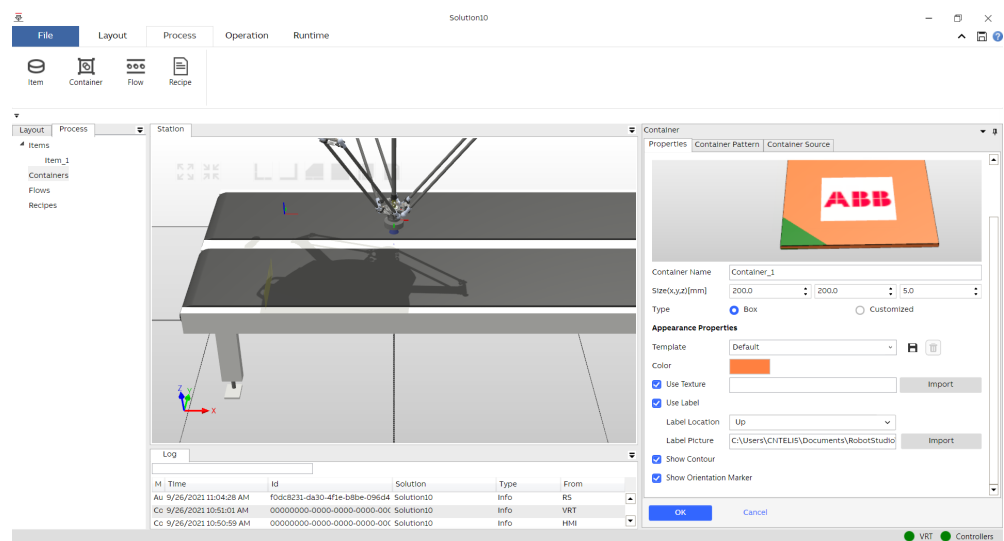 Solution10
File Layout Process Operation Runtime
Item Container Flow Recipe
Layout Process
Items
Item_1
Containers
Flows
Recipes
Station
Z Y
X
Log
M Time Id Solution Type From
Au 9/26/2021 11:04:28 AM f0dc8231-da30-4f1e-b8be-096d4 Solution10 Info RS
Cc 9/26/2021 10:51:01 AM 00000000-0000-0000-0000-00C Solution10 Info VRT
Cc 9/26/2021 10:50:59 AM 00000000-0000-0000-0000-00C Solution10 Info HMI
Container
Properties Container Pattern Container Source
ABB
Container Name Container_1
Size(x,y,z)[mm] 200.0 200.0 5.0
Type Box Customized
Appearance Properties
Template Default
Color
Use Texture Import
Use Label
Label Location Up
Label Picture C:\Users\CNTELI5\Documents\RobotStudio Import
Show Contour
Show Orientation Marker
OK Cancel
VRT Controllers